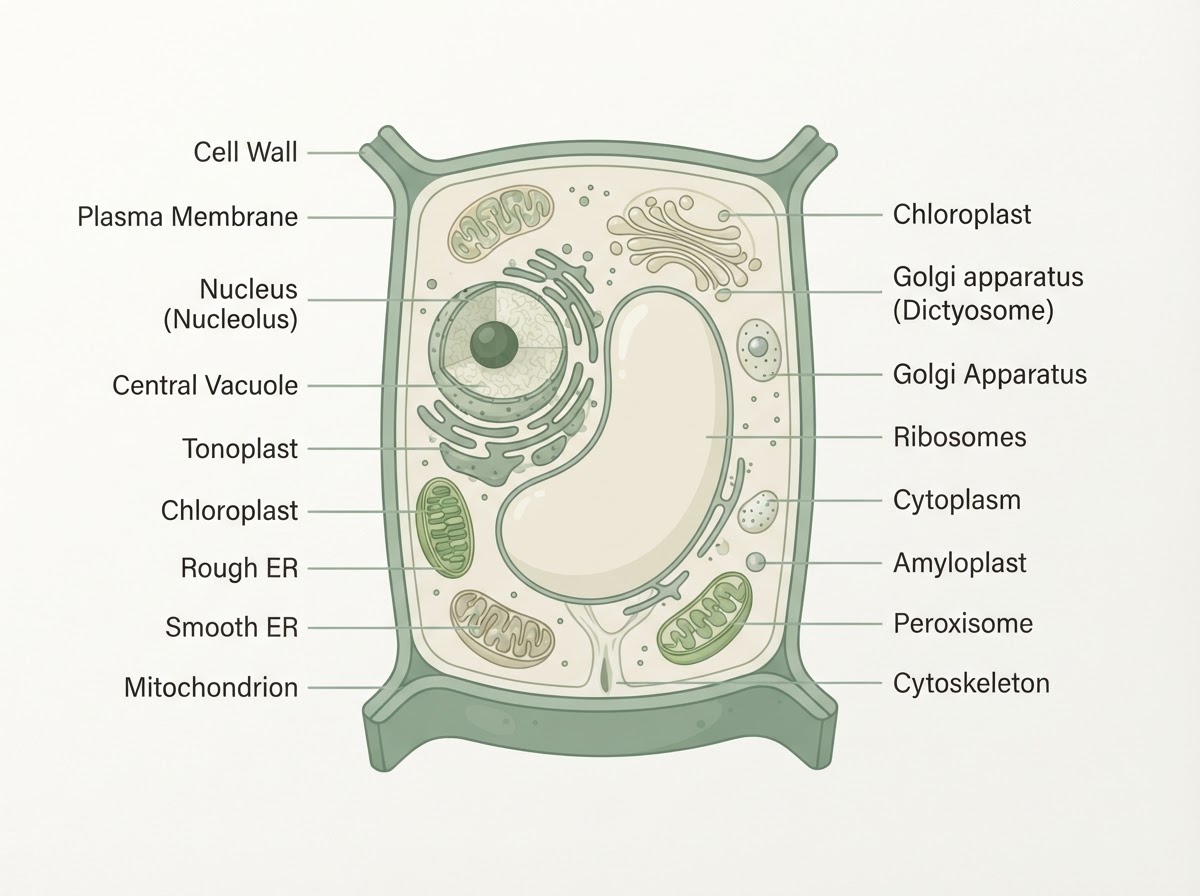 Cell Wall
Plasma Membrane
Nucleus
(Nucleolus)
Central Vacuole
Tonoplast
Chloroplast
Rough ER
Smooth ER
Mitochondrion
Chloroplast
Golgi apparatus
(Dictyosome)
Golgi Apparatus
Ribosomes
Cytoplasm
Amyloplast
Peroxisome
Cytoskeleton